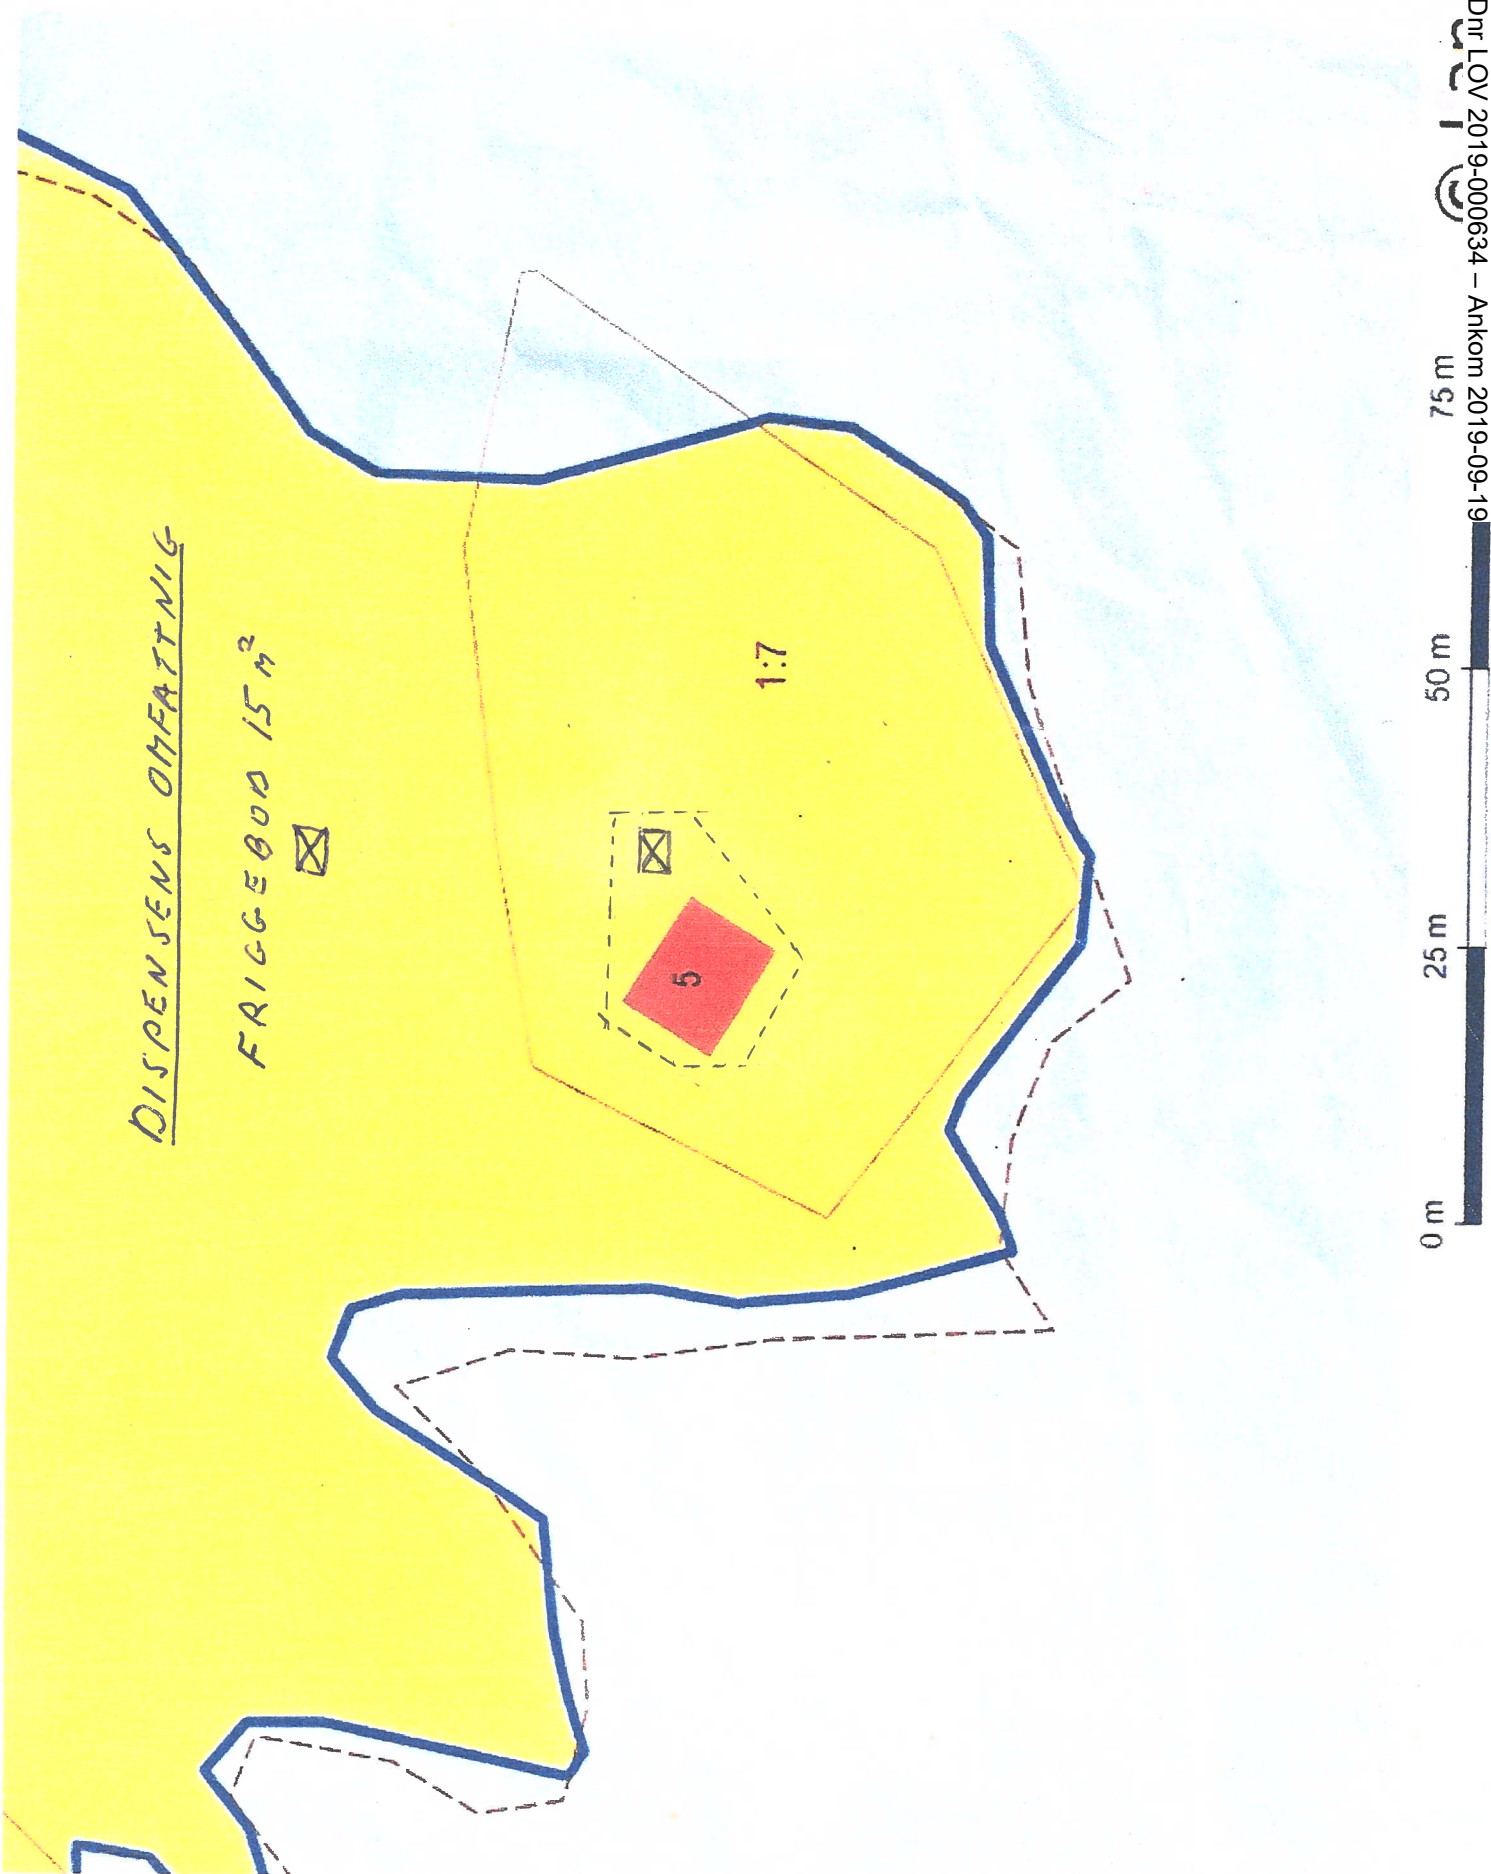 Dnr LOV 2019-000634 – Ankom 2019-09-19
DISPENSENS OMFATTNIG
FRIGGEBOD 15 m²
1:7
5
0 m
25 m
50 m
75 m